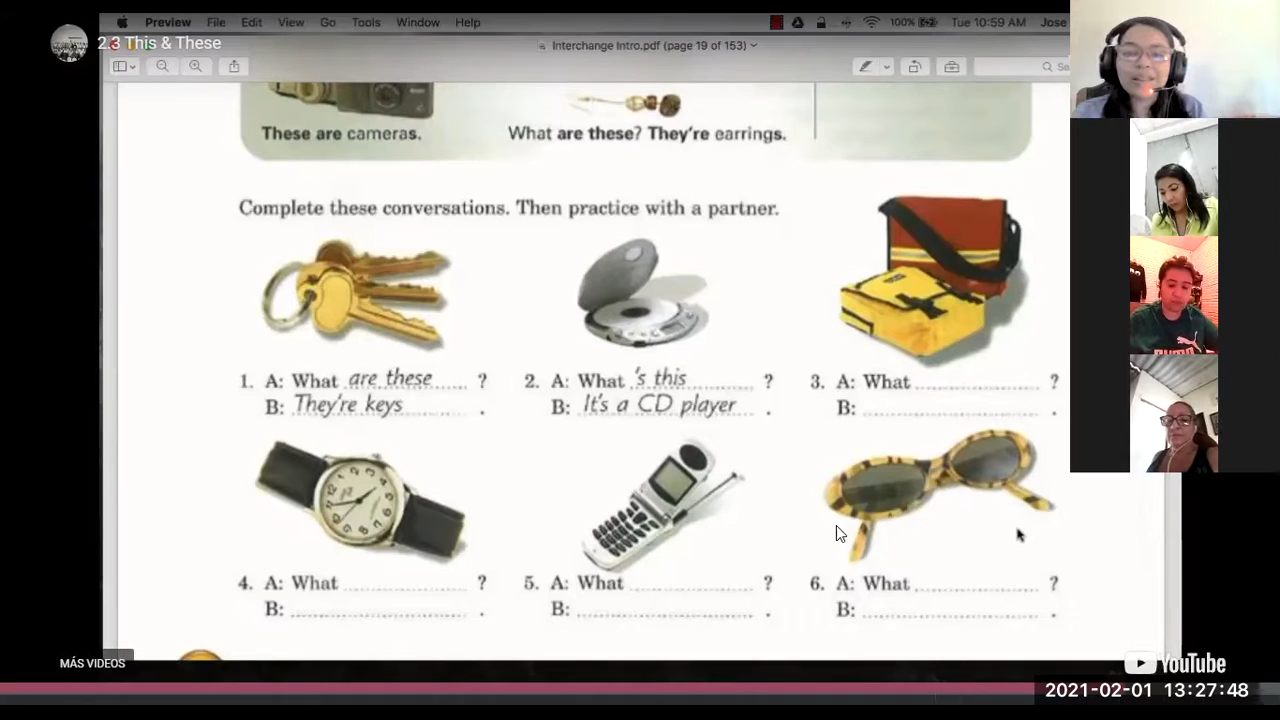 Preview File Edit View Go Tools Window Help 100% Tue 10:59 AM Jose
2.3 This & These
Interchange Intro.pdf (page 19 of 153)
These are cameras. What are these? They're earrings.
Complete these conversations. Then practice with a partner.
1. A: What are these ? 2. A: What 's this ? 3. A: What ?
B: They're keys . B: It's a CD player . B: .
4. A: What ? 5. A: What ? 6. A: What ?
B: . B: . B: .
MÁS VIDEOS
YouTube
2021-02-01 13:27:48